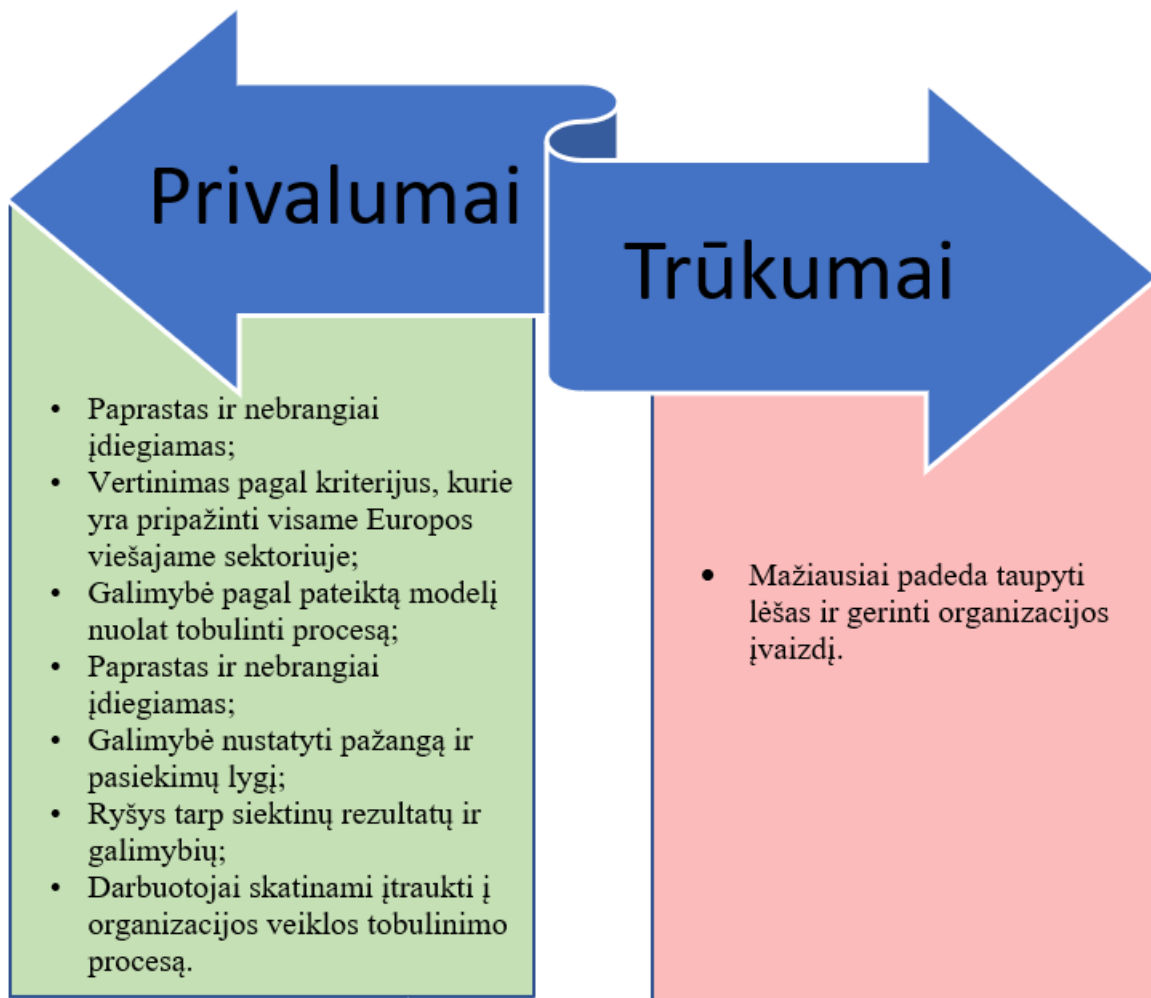 Privalumai
Trūkumai
• Paprastas ir nebrangiai
įdiegiamas;
• Vertinimas pagal kriterijus, kurie
yra pripažinti visame Europos
viešajame sektoriuje;
• Galimybė pagal pateiktą modelį
nuolat tobulinti procesą;
• Paprastas ir nebrangiai
įdiegiamas;
• Galimybė nustatyti pažangą ir
pasiekimų lygį;
• Ryšys tarp siektinų rezultatų ir
galimybių;
• Darbuotojai skatinami įtraukti į
organizacijos veiklos tobulinimo
procesą.
• Mažiausiai padeda taupyti
lėšas ir gerinti organizacijos
įvaizdį.